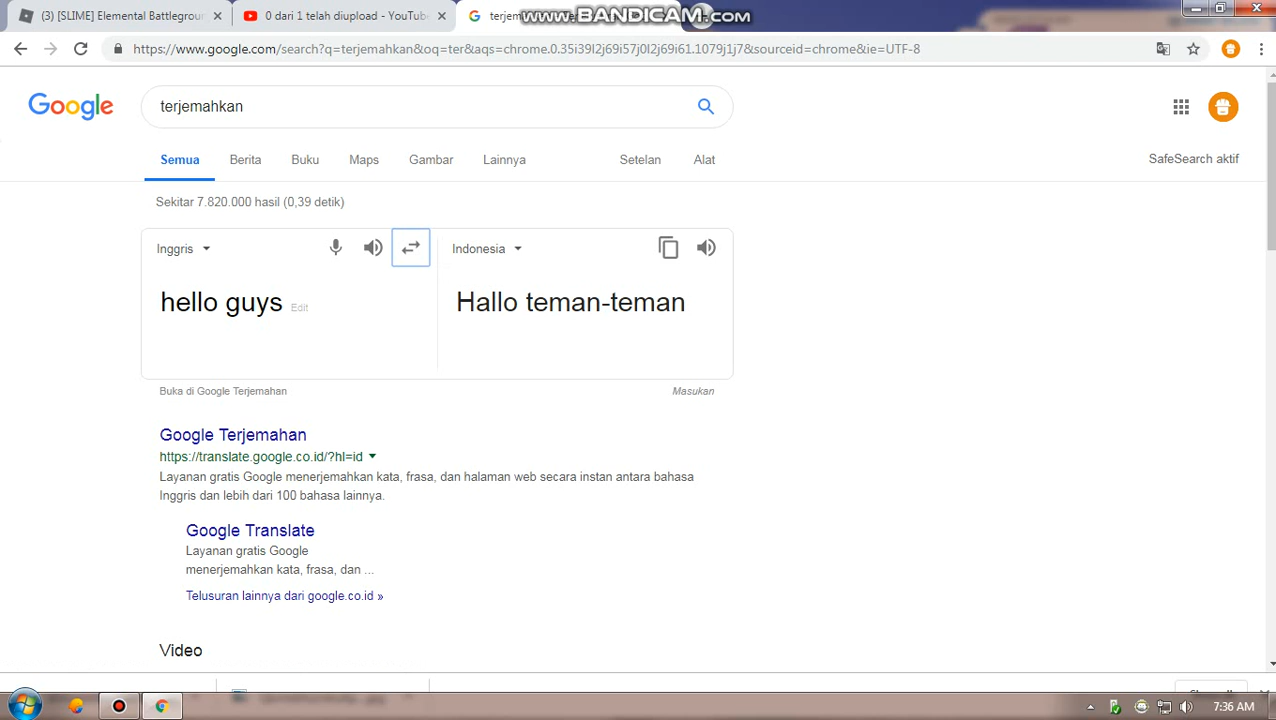 (3) [SLIME] Elemental Battlegroun
0 dari 1 telah diupload - YouTube
terjem
www.BANDICAM.com
https://www.google.com/search?q=terjemahkan&oq=ter&aqs=chrome.0.35i39l2j69i57j0l2j69i61.1079j1j7&sourceid=chrome&ie=UTF-8
Google
terjemahkan
Semua
Berita
Buku
Maps
Gambar
Lainnya
Setelan
Alat
SafeSearch aktif
Sekitar 7.820.000 hasil (0,39 detik)
Inggris
Indonesia
hello guys Edit
Hallo teman-teman
Buka di Google Terjemahan
Masukan
Google Terjemahan
https://translate.google.co.id/?hl=id
Layanan gratis Google menerjemahkan kata, frasa, dan halaman web secara instan antara bahasa
Inggris dan lebih dari 100 bahasa lainnya.
Google Translate
Layanan gratis Google
menerjemahkan kata, frasa, dan ...
Telusuran lainnya dari google.co.id »
Video
7:36 AM